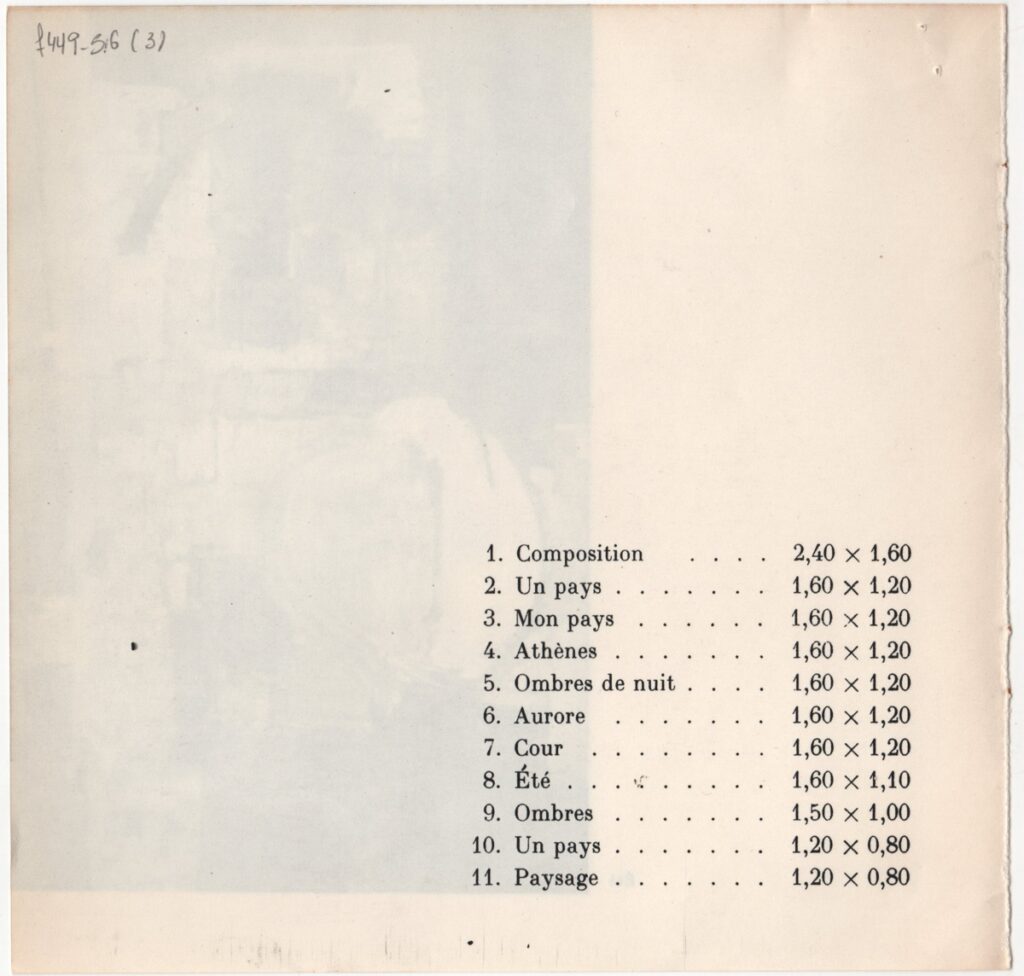 f449-5.6 (3)
1. Composition . . . . 2,40 × 1,60
2. Un pays . . . . . . . 1,60 × 1,20
3. Mon pays . . . . . . 1,60 × 1,20
4. Athènes . . . . . . . 1,60 × 1,20
5. Ombres de nuit . . . . 1,60 × 1,20
6. Aurore . . . . . . . 1,60 × 1,20
7. Cour . . . . . . . . 1,60 × 1,20
8. Été . . . . . . . . . 1,60 × 1,10
9. Ombres . . . . . . . 1,50 × 1,00
10. Un pays . . . . . . . 1,20 × 0,80
11. Paysage . . . . . . . 1,20 × 0,80